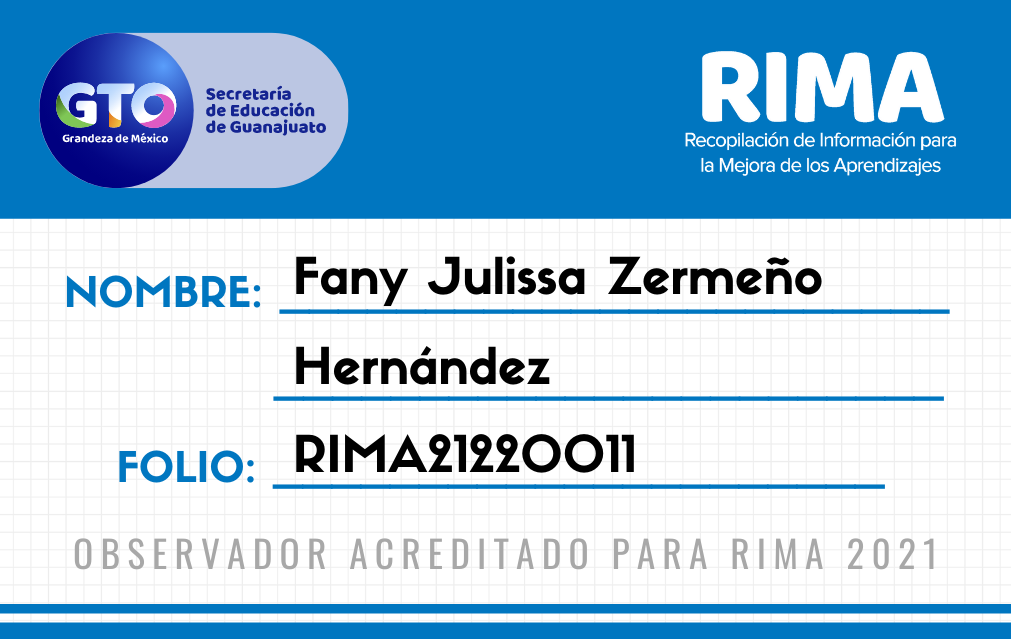 GTO
Grandeza de México
Secretaría
de Educación
de Guanajuato
RIMA
Recopilación de Información para
la Mejora de los Aprendizajes
NOMBRE: Fany Julissa Zermeño
Hernández
FOLIO: RIMA21220011
OBSERVADOR ACREDITADO PARA RIMA 2021